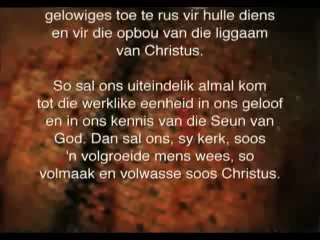 gelowiges toe te rus vir hulle diens
en vir die opbou van die liggaam
van Christus.
So sal ons uiteindelik almal kom
tot die werklike eenheid in ons geloof
en in ons kennis van die Seun van
God. Dan sal ons, sy kerk, soos
'n volgroeide mens wees, so
volmaak en volwasse soos Christus.